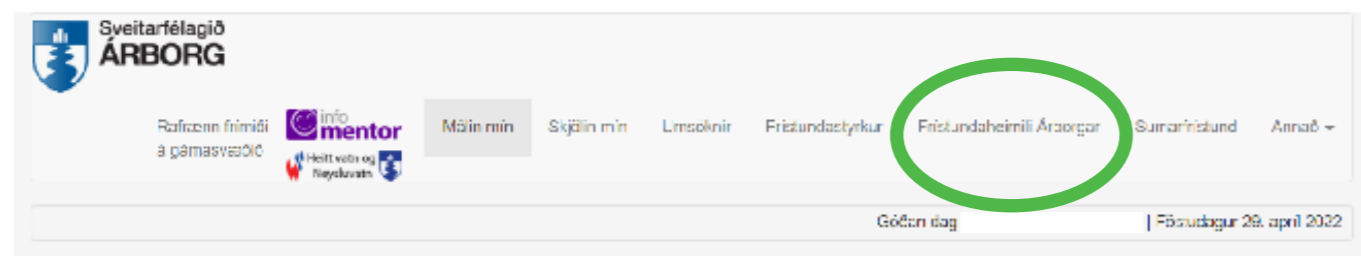 Sveitarfélagið
ÁRBORG
Rafrænn frímiði
á gámasvæðið
info
mentor
Heitt vatn og
Neysluvatn
Málin mín
Skjölin mín
Umsóknir
Frístundastyrkur
Frístundaheimili Árborgar
Sumarfrístund
Annað
Góðan dag
| Föstudagur 29. apríl 2022